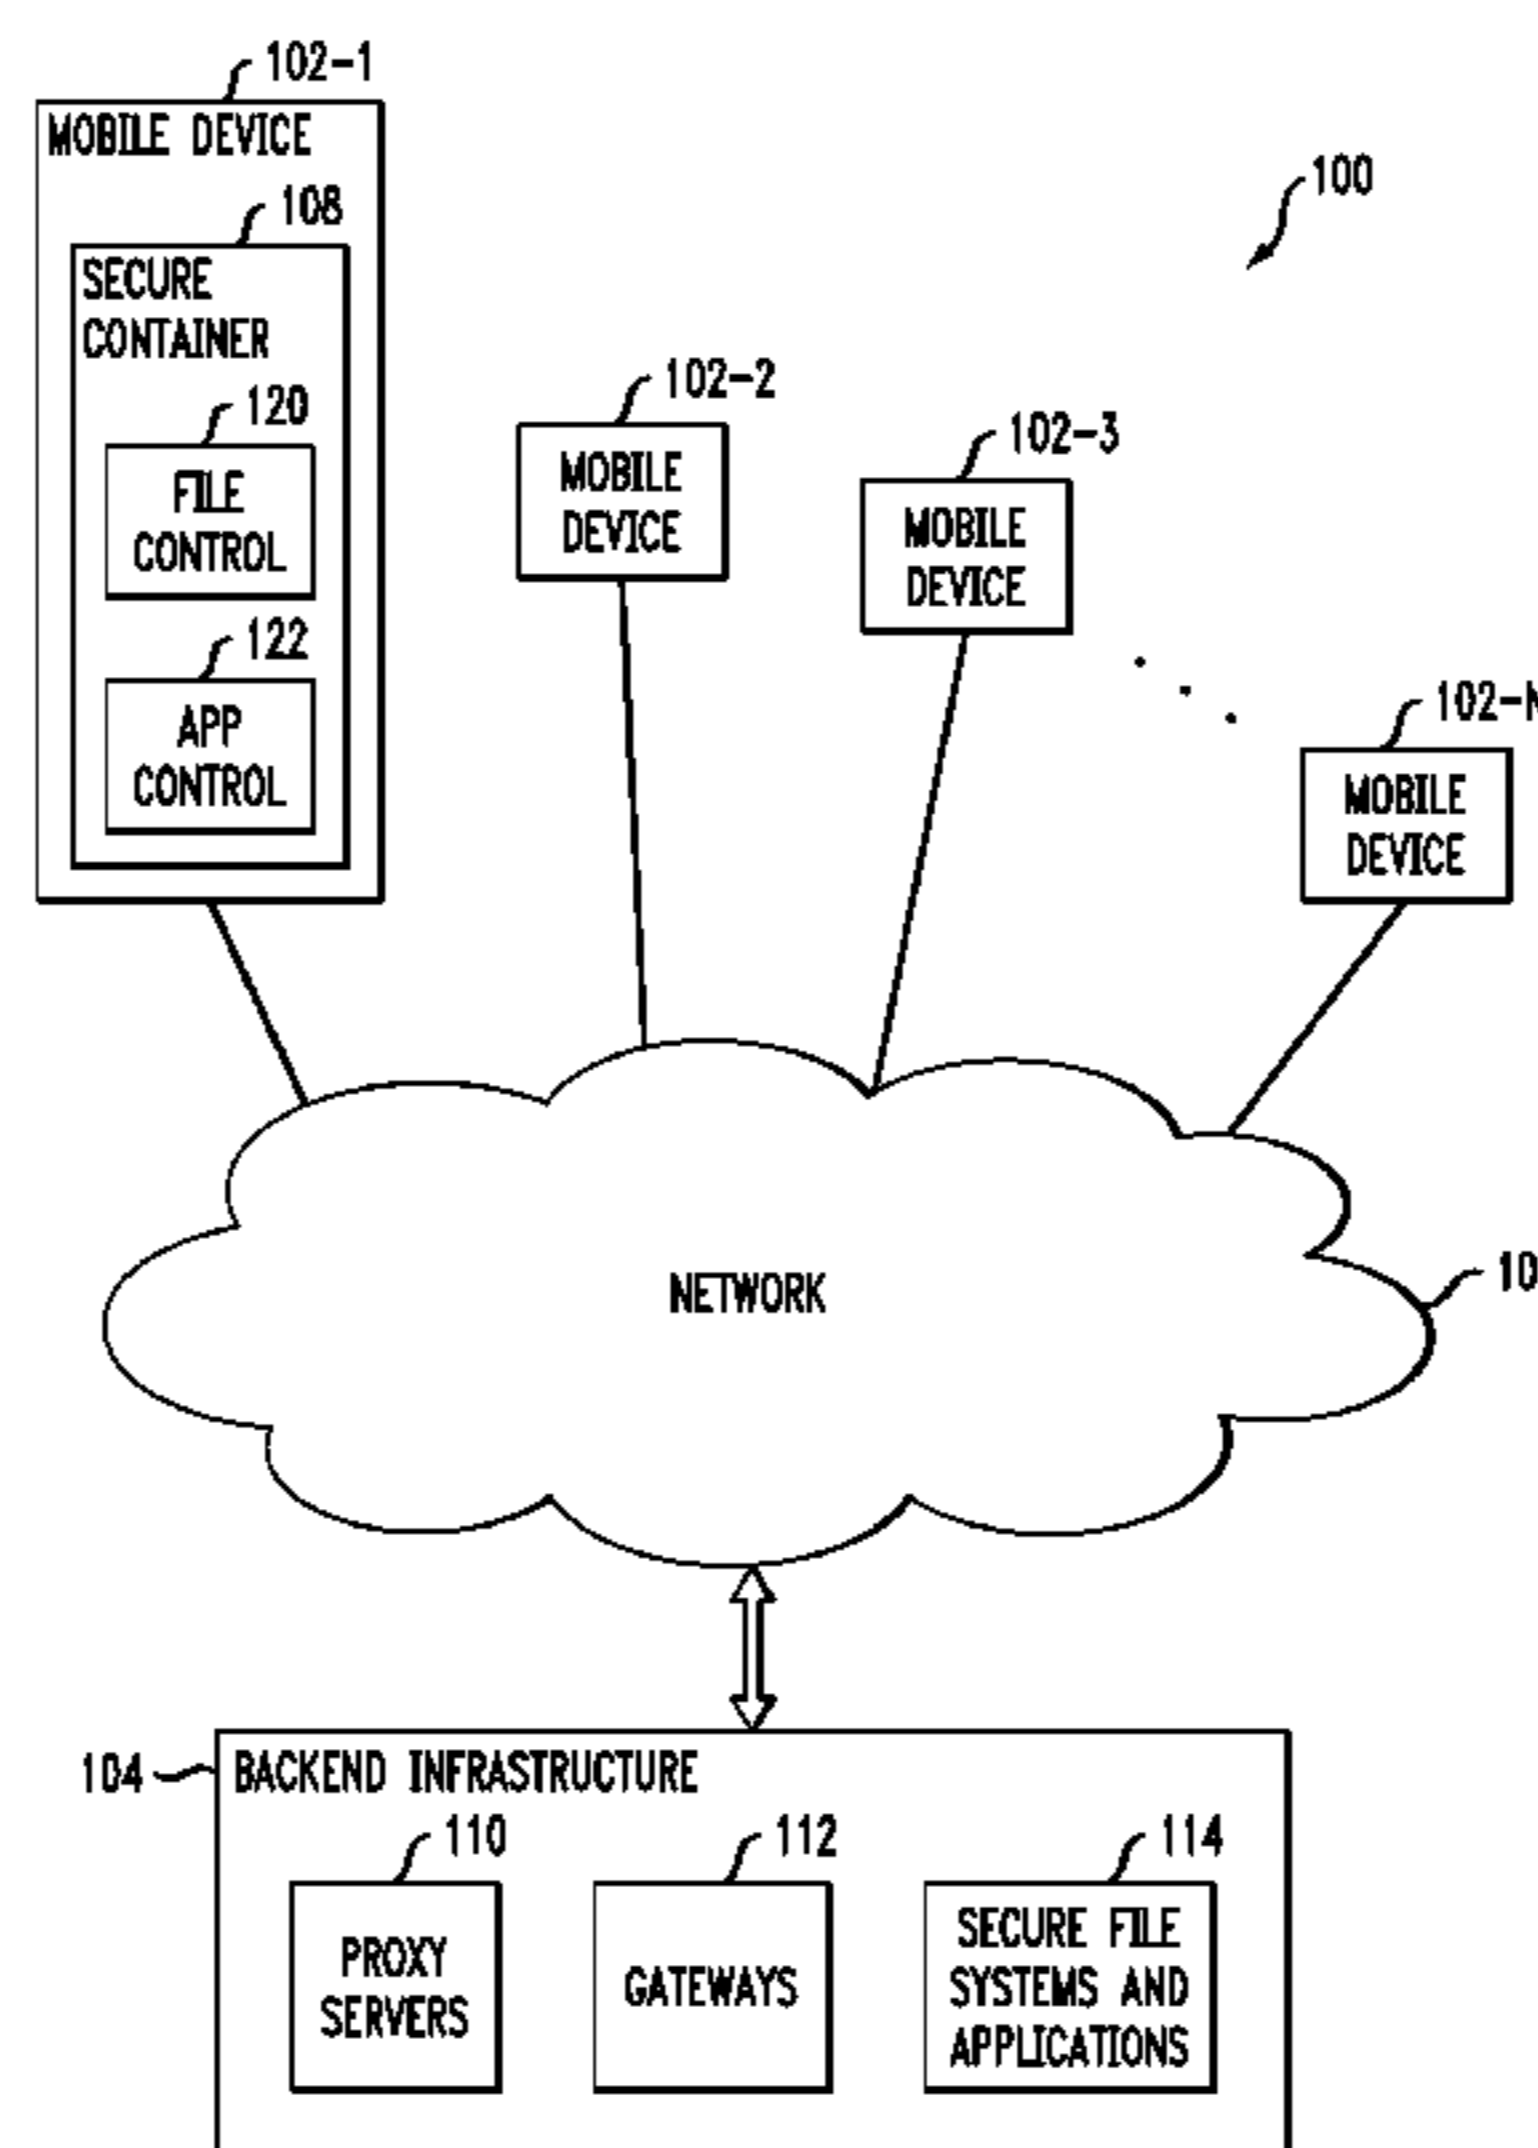 102-1
MOBILE DEVICE
100
108
SECURE
CONTAINER
120
FILE
CONTROL
122
APP
CONTROL
102-2
MOBILE
DEVICE
102-3
MOBILE
DEVICE
102-
MOBILE
DEVICE
NETWORK
10
104
BACKEND INFRASTRUCTURE
110
PROXY
SERVERS
112
GATEWAYS
114
SECURE FILE
SYSTEMS AND
APPLICATIONS